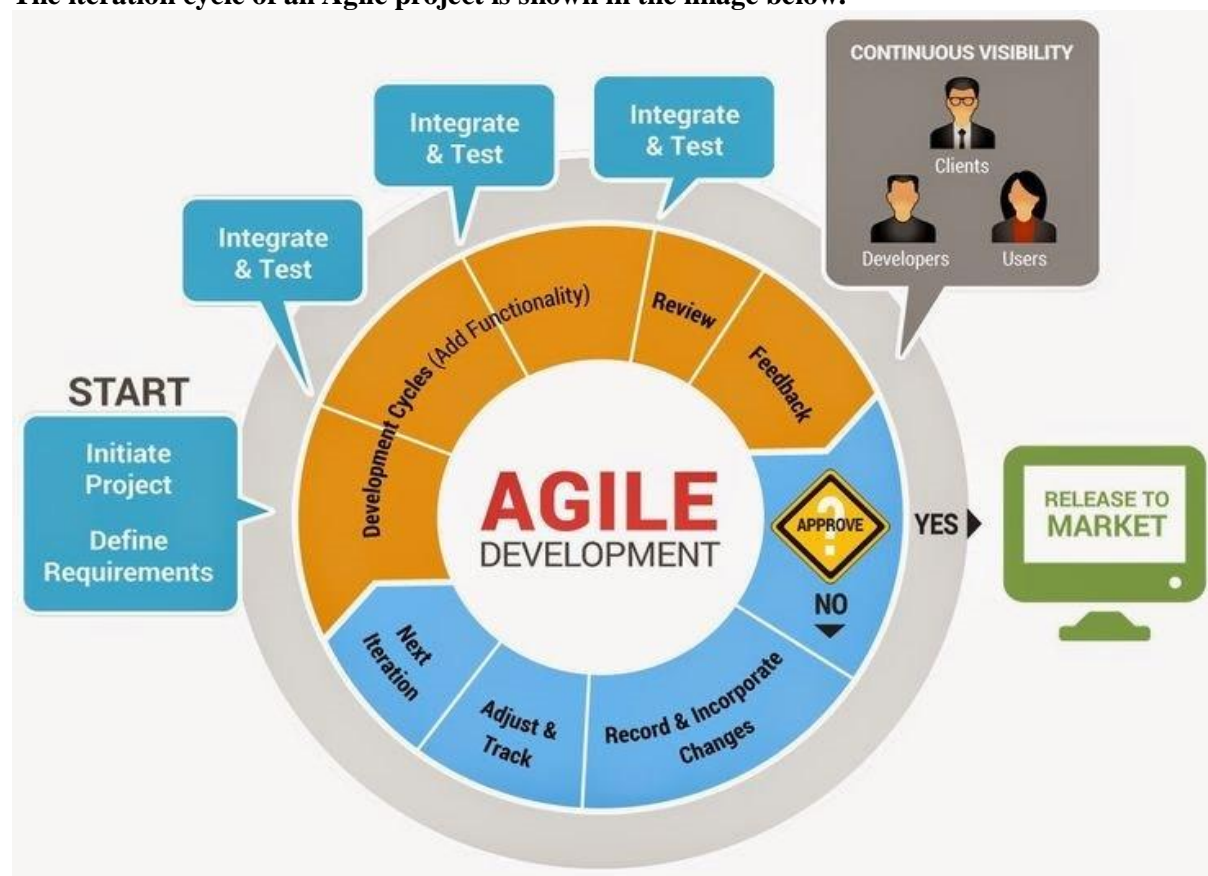 The iteration cycle of an Agile project is shown in the image below.
CONTINUOUS VISIBILITY
Clients
Developers
Users
Integrate
& Test
Integrate
& Test
Integrate
& Test
START
Initiate
Project
Define
Requirements
Development Cycles (Add Functionality)
Review
Feedback
AGILE
DEVELOPMENT
?
APPROVE
YES
NO
RELEASE TO
MARKET
Record & Incorporate
Changes
Adjust &
Track
Next
Iteration